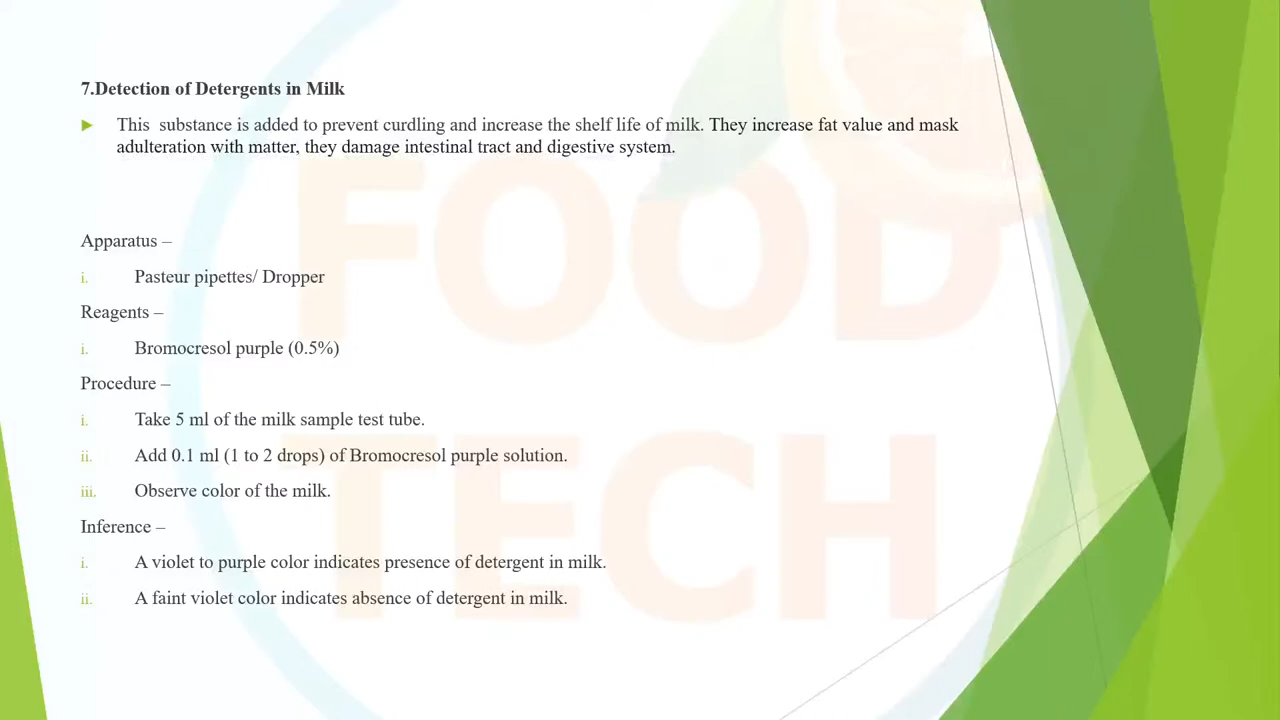 7.Detection of Detergents in Milk
This  substance is added to prevent curdling and increase the shelf life of milk. They increase fat value and mask
adulteration with matter, they damage intestinal tract and digestive system.
Apparatus –
i. Pasteur pipettes/ Dropper
Reagents –
i. Bromocresol purple (0.5%)
Procedure –
i. Take 5 ml of the milk sample test tube.
ii. Add 0.1 ml (1 to 2 drops) of Bromocresol purple solution.
iii. Observe color of the milk.
Inference –
i. A violet to purple color indicates presence of detergent in milk.
ii. A faint violet color indicates absence of detergent in milk.
FOOD
TECH